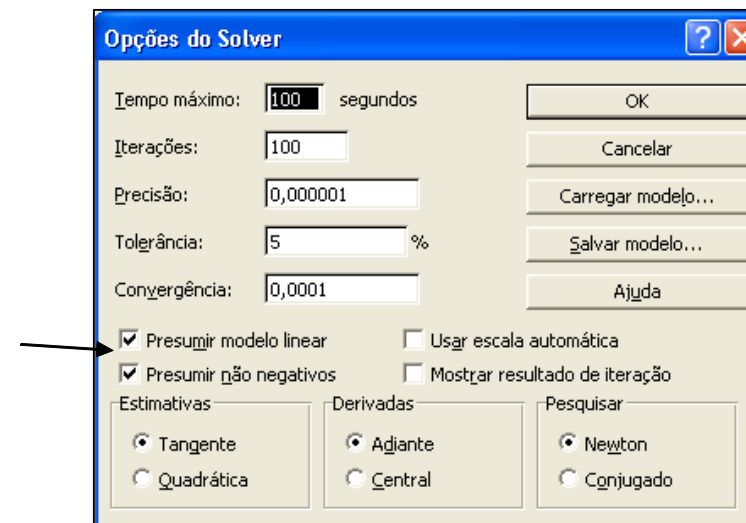 Opções do Solver
Tempo máximo: 100 segundos
OK
Iterações: 100
Cancelar
Precisão: 0,000001
Carregar modelo...
Tolerância: 5 %
Salvar modelo...
Convergência: 0,0001
Ajuda
Presumir modelo linear
Usar escala automática
Presumir não negativos
Mostrar resultado de iteração
Estimativas
Tangente
Quadrática
Derivadas
Adiante
Central
Pesquisar
Newton
Conjugado